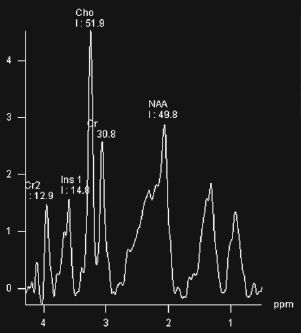 Cho
I : 51.9
NAA
I : 49.8
Cr
30.8
Ins 1
I : 14.8
Cr2
: 12.9
4
3
2
1
0
4
3
2
1
ppm